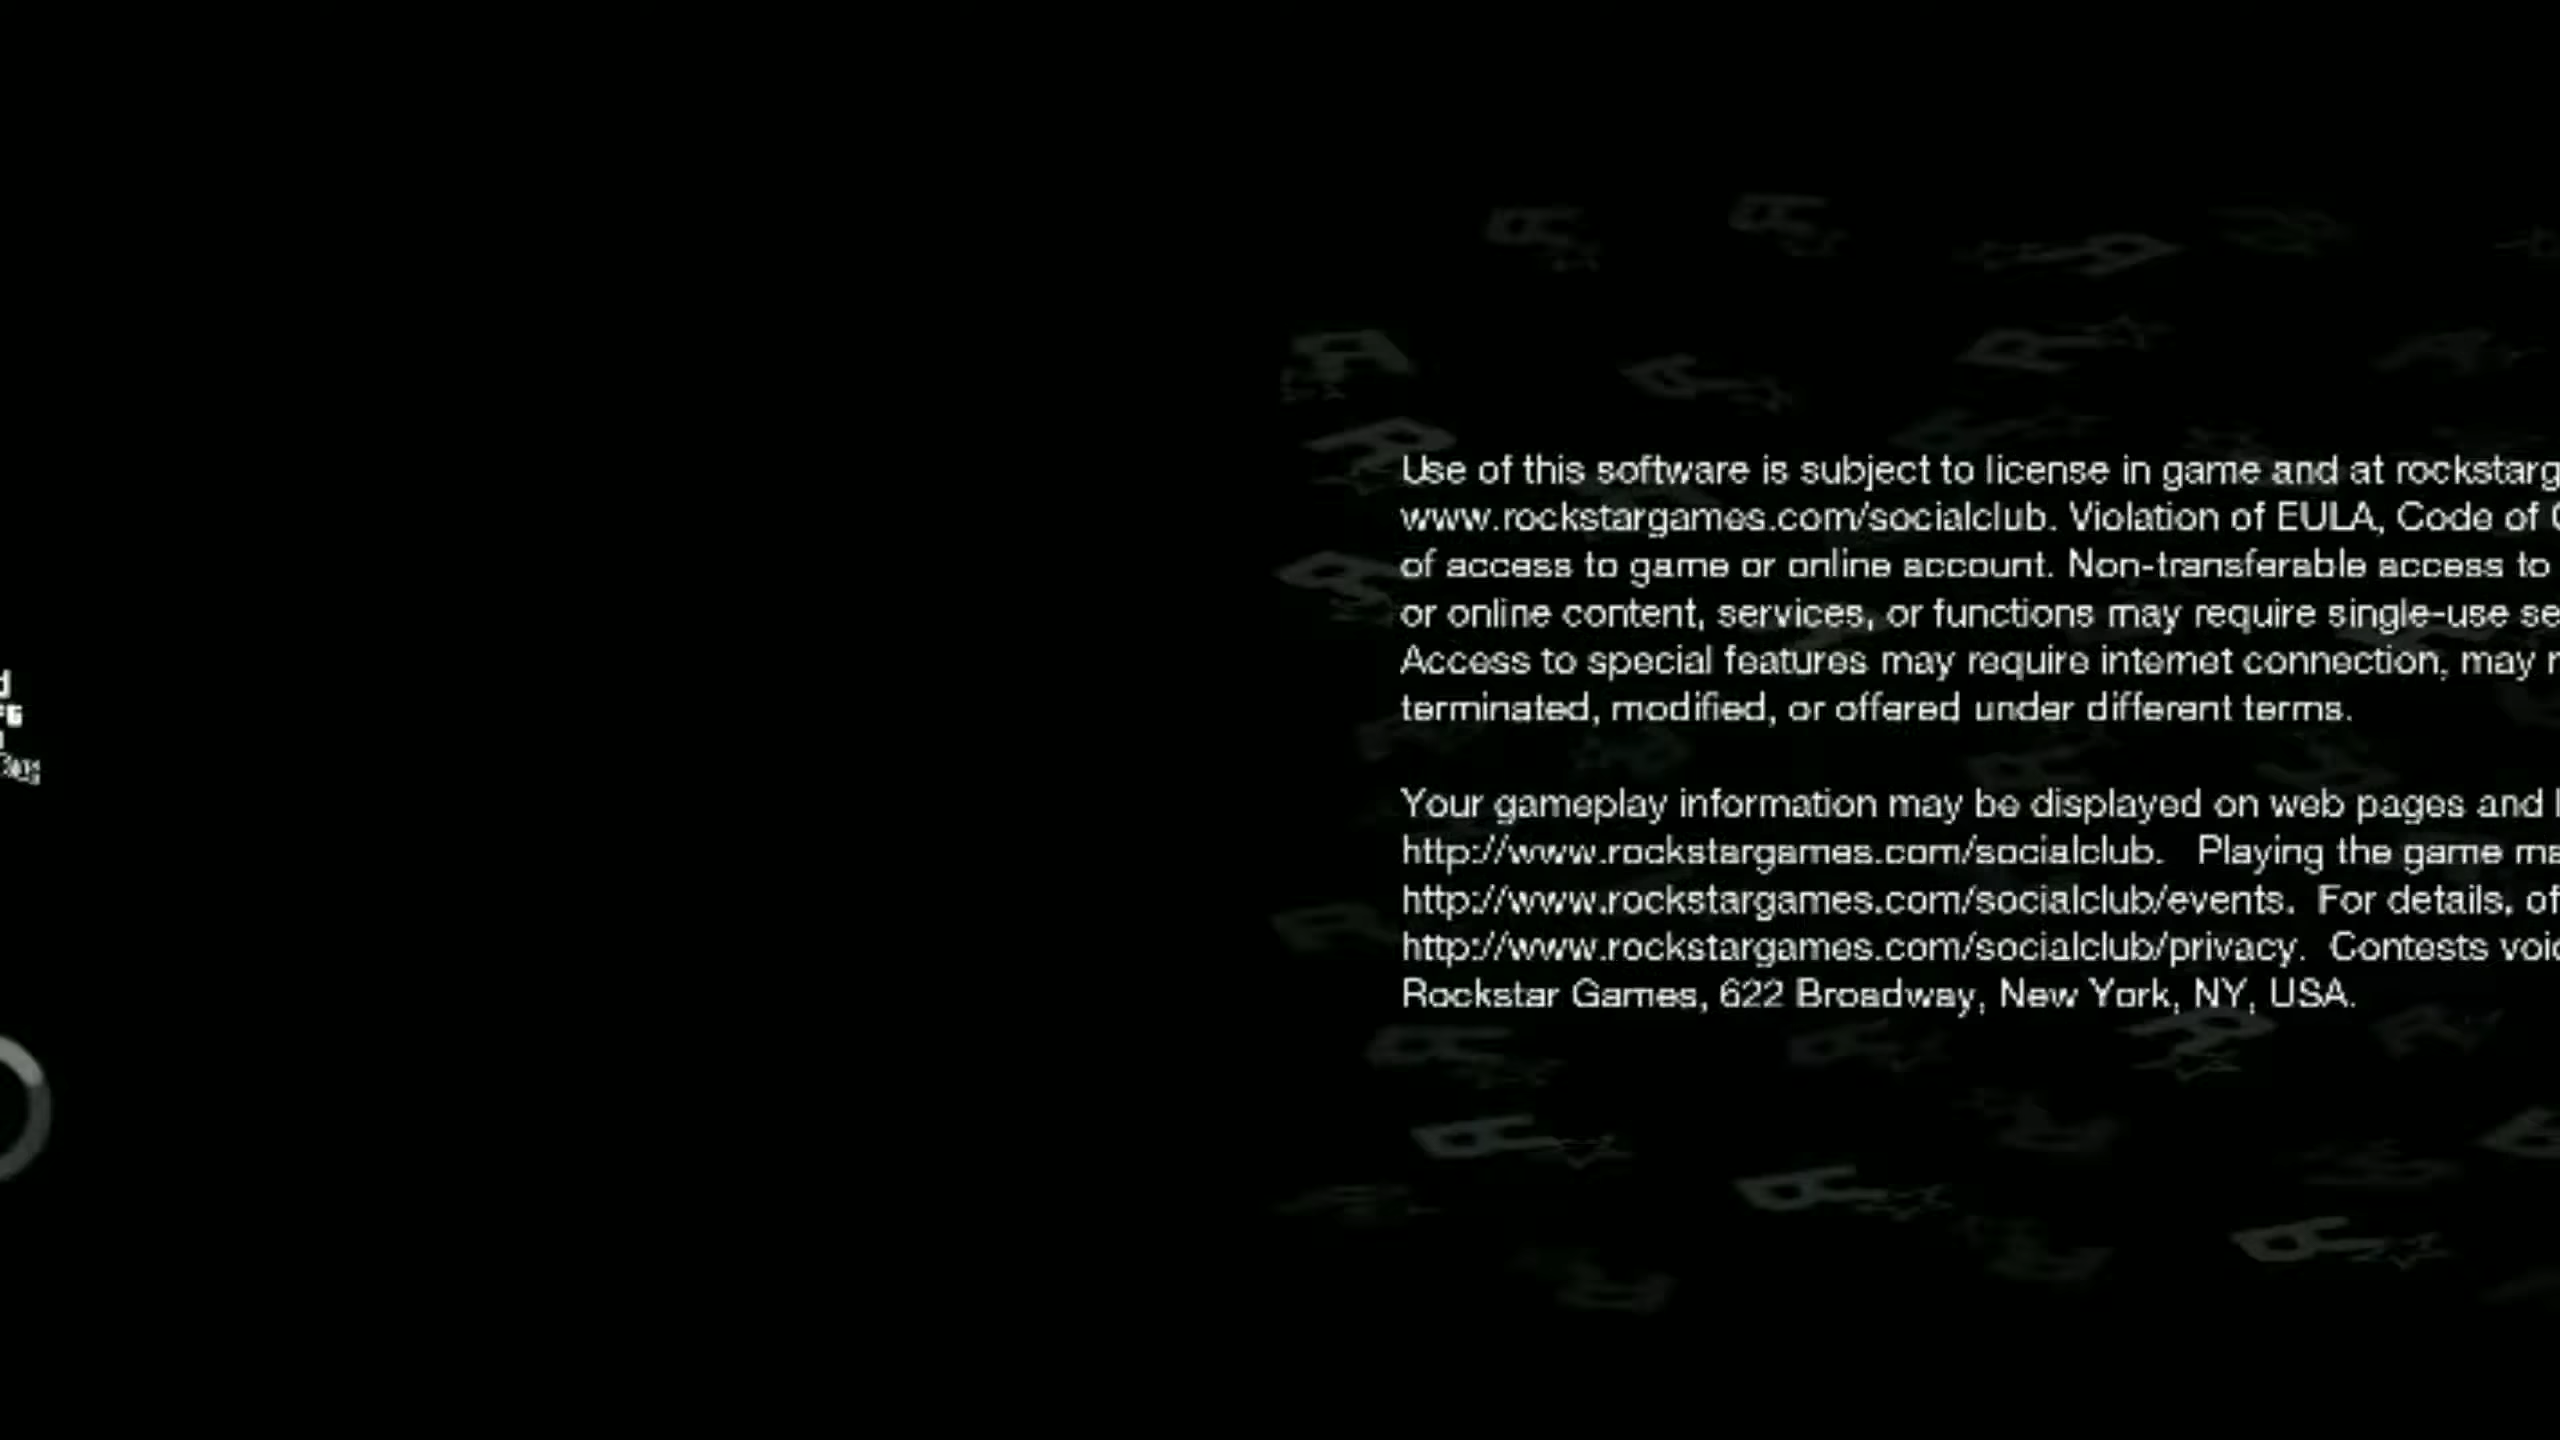 Use of this software is subject to license in game and at rockstarg
www.rockstargames.com/socialclub. Violation of EULA, Code of C
of access to game or online account. Non-transferable access to
or online content, services, or functions may require single-use se
Access to special features may require internet connection, may r
terminated, modified, or offered under different terms.
Your gameplay information may be displayed on web pages and l
http://www.rockstargames.com/socialclub. Playing the game ma
http://www.rockstargames.com/socialclub/events. For details, of
http://www.rockstargames.com/socialclub/privacy. Contests voic
Rockstar Games, 622 Broadway, New York, NY, USA.